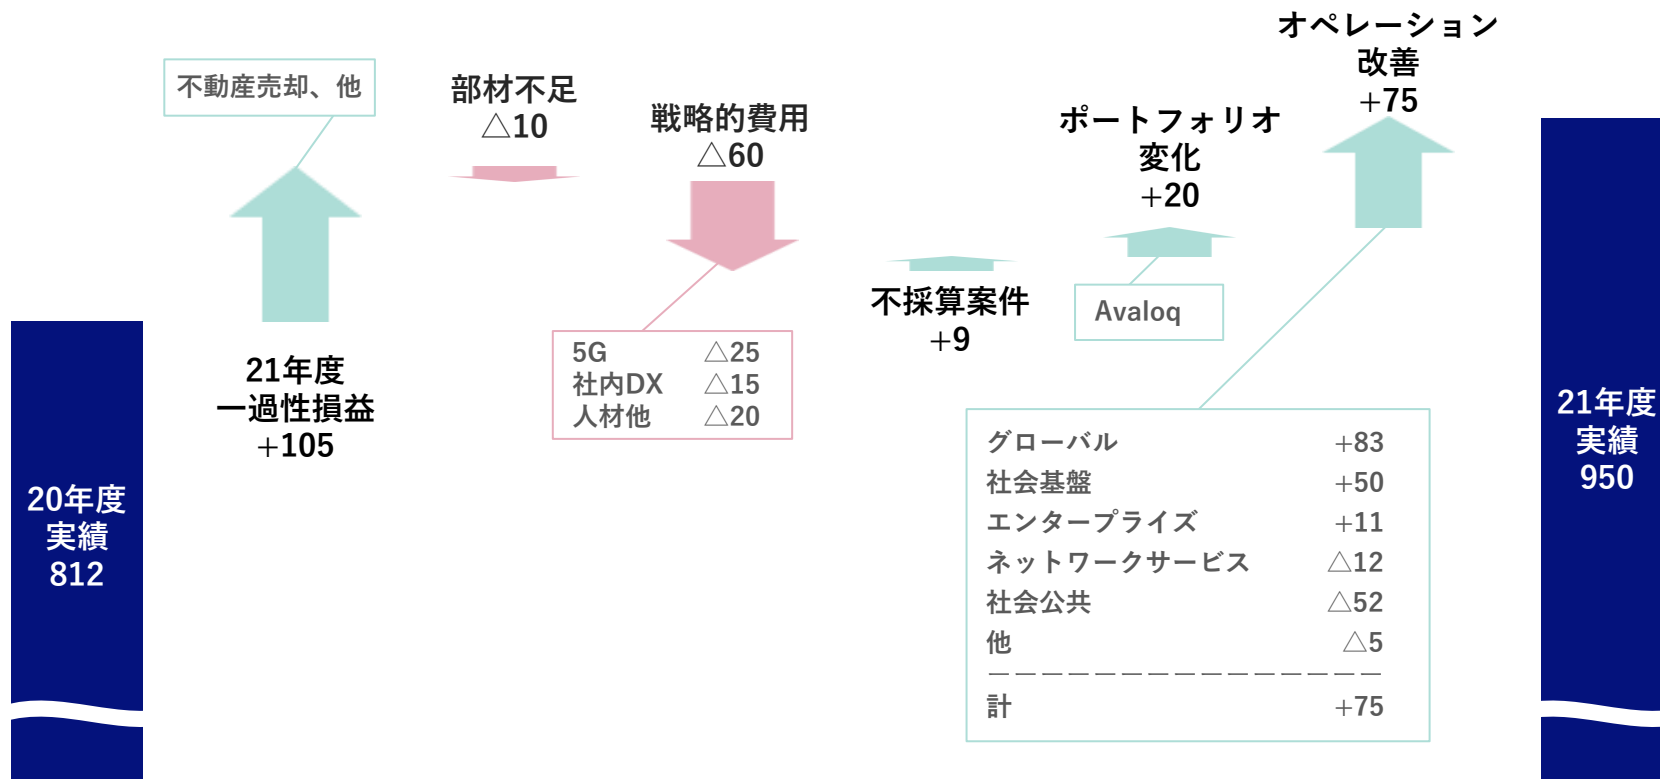 20年度
実績
812
不動産売却、他
21年度
一過性損益
+105
部材不足
△10
戦略的費用
△60
5G △25
社内DX △15
人材他 △20
不採算案件
+9
ポートフォリオ
変化
+20
Avaloq
オペレーション
改善
+75
グローバル +83
社会基盤 +50
エンタープライズ +11
ネットワークサービス △12
社会公共 △52
他 △5
計 +75
21年度
実績
950